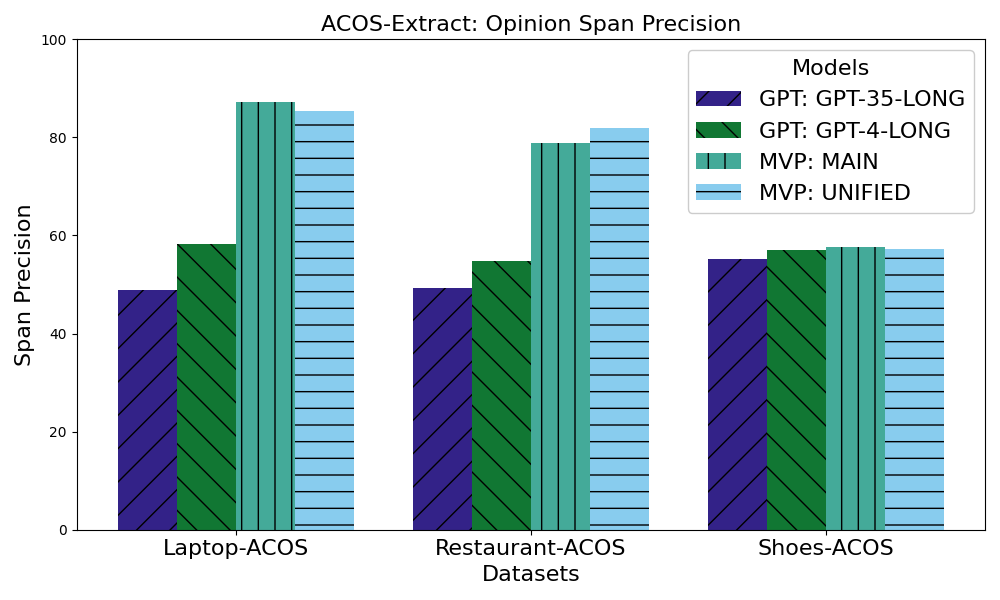 ACOS-Extract: Opinion Span Precision
Models
GPT: GPT-35-LONG
GPT: GPT-4-LONG
MVP: MAIN
MVP: UNIFIED
Span Precision
100
80
60
40
20
0
Laptop-ACOS
Restaurant-ACOS
Shoes-ACOS
Datasets